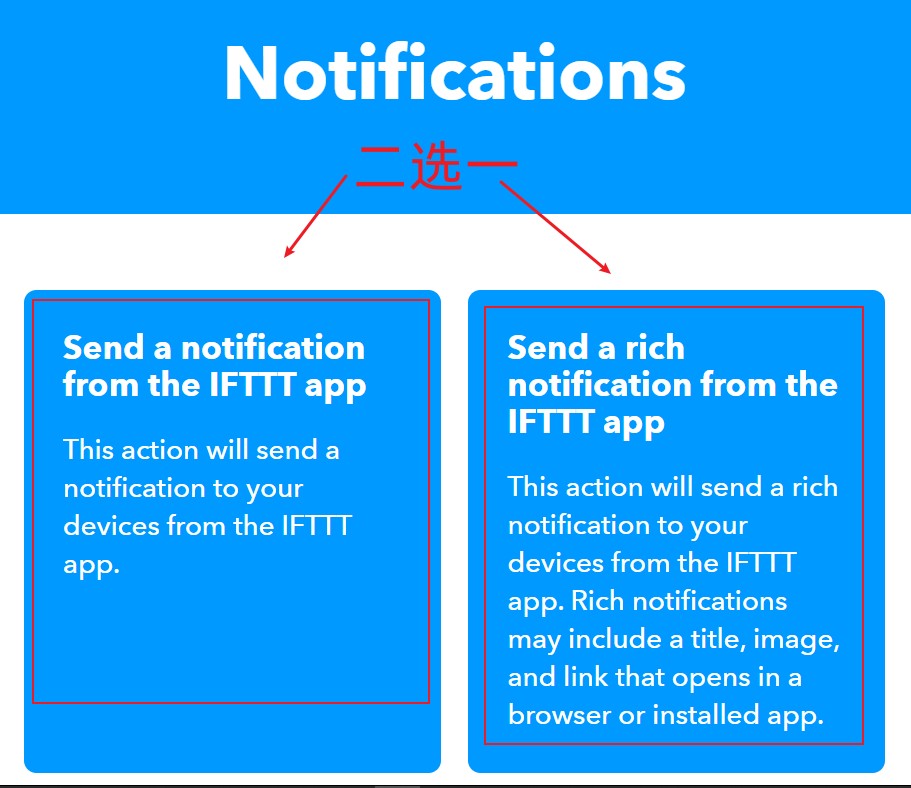 Notifications
二选一
Send a notification
from the IFTTT app
This action will send a
notification to your
devices from the IFTTT
app.
Send a rich
notification from the
IFTTT app
This action will send a rich
notification to your
devices from the IFTTT
app. Rich notifications
may include a title, image,
and link that opens in a
browser or installed app.